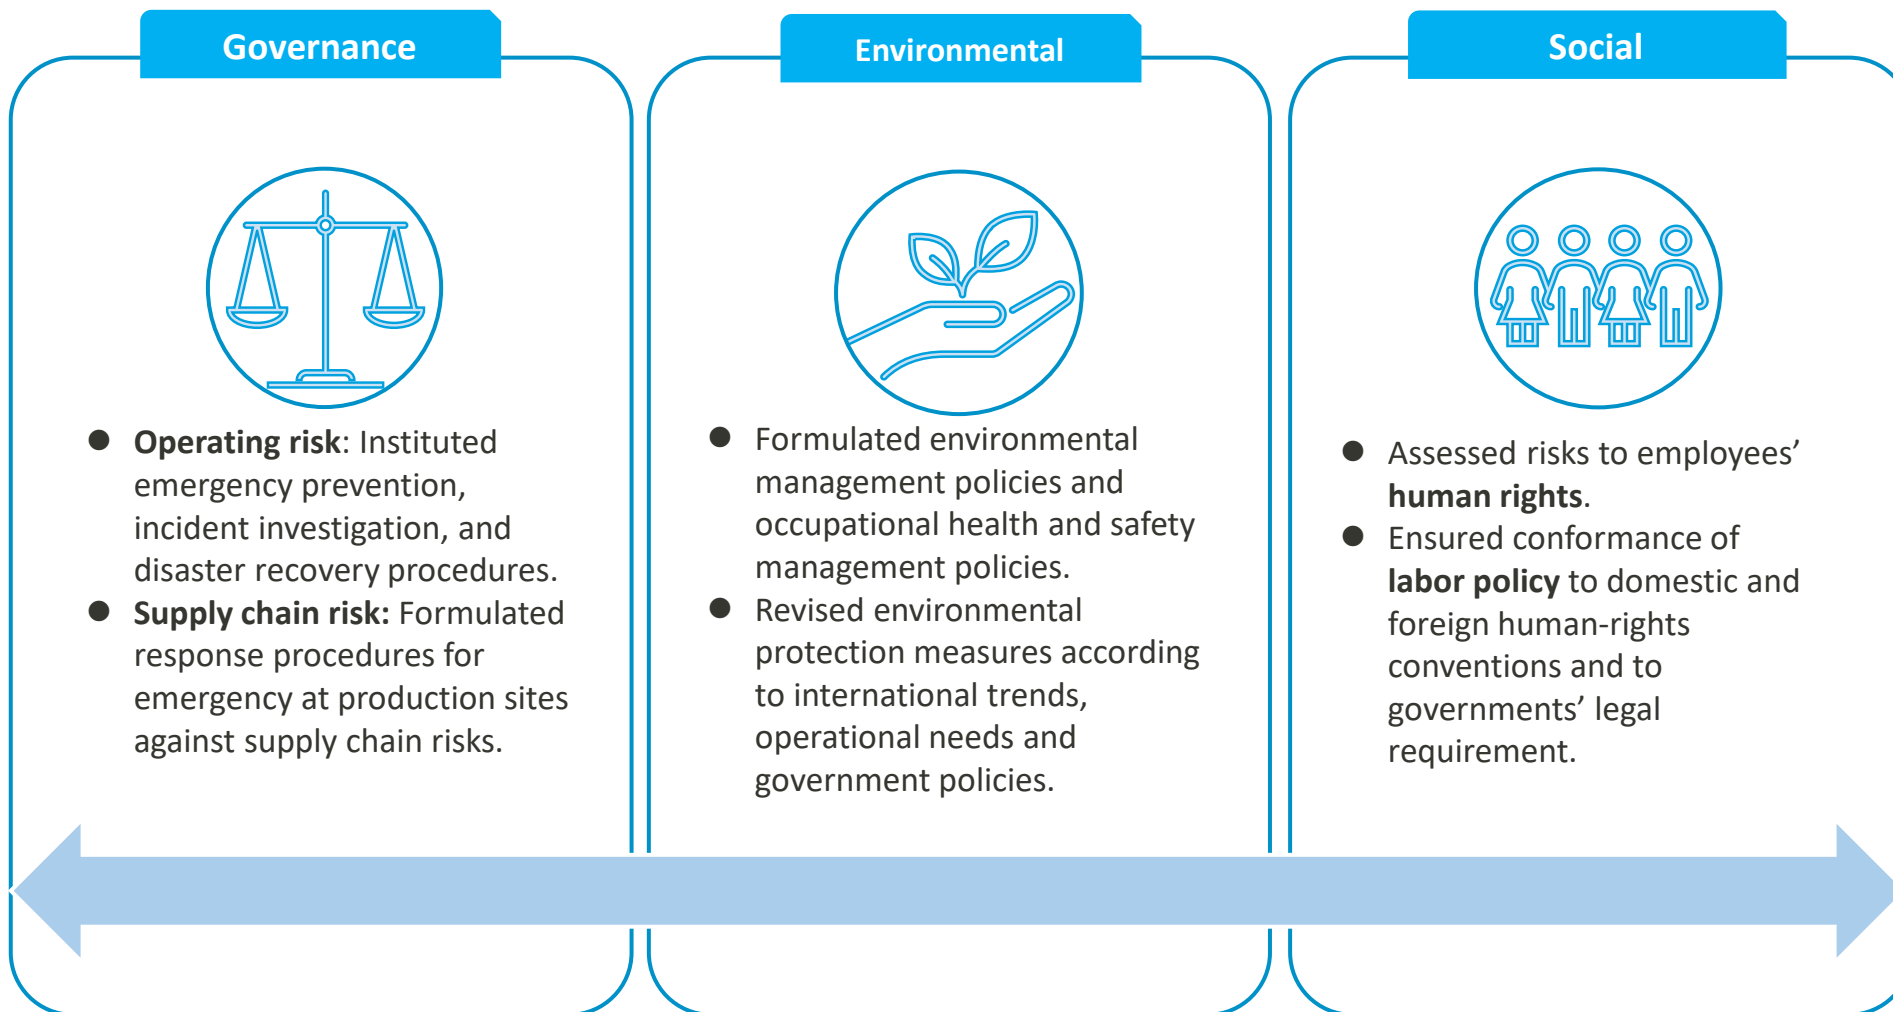 Governance
● Operating risk: Instituted
emergency prevention,
incident investigation, and
disaster recovery procedures.
● Supply chain risk: Formulated
response procedures for
emergency at production sites
against supply chain risks.
Environmental
● Formulated environmental
management policies and
occupational health and safety
management policies.
● Revised environmental
protection measures according
to international trends,
operational needs and
government policies.
Social
● Assessed risks to employees’
human rights.
● Ensured conformance of
labor policy to domestic and
foreign human-rights
conventions and to
governments’ legal
requirement.